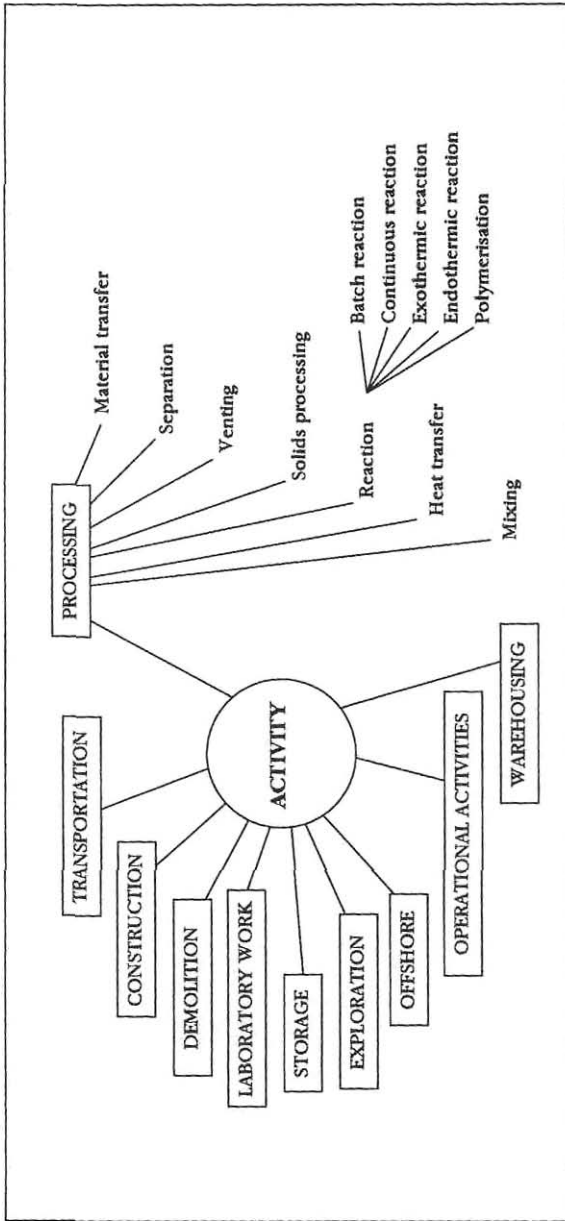 TRANSPORTATION
CONSTRUCTION
DEMOLITION
LABORATORY WORK
STORAGE
EXPLORATION
OFFSHORE
OPERATIONAL ACTIVITIES
WAREHOUSING
ACTIVITY
PROCESSING
Material transfer
Separation
Venting
Solids processing
Reaction
Heat transfer
Mixing
Batch reaction
Continuous reaction
Exothermic reaction
Endothermic reaction
Polymerisation